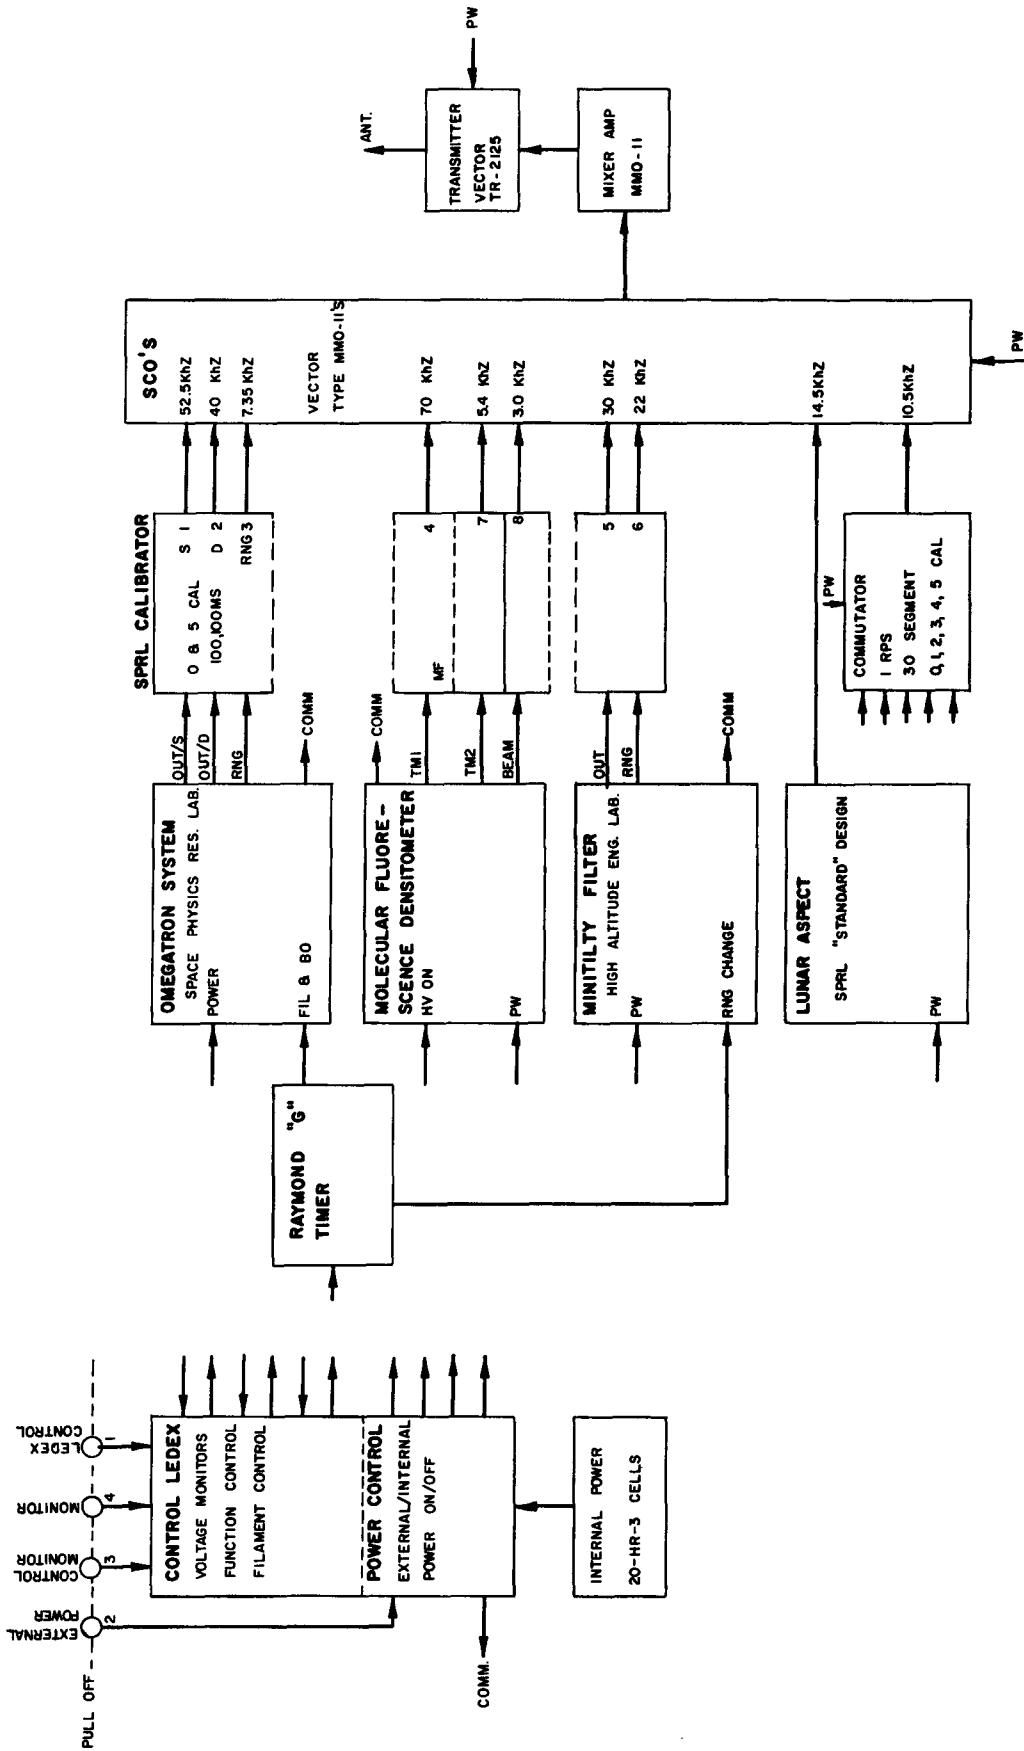 PULL OFF
EXTERNAL
POWER
2
CONTROL
MONITOR
3
MONITOR
4
LEDEX
CONTROL
1
CONTROL LEDEX
VOLTAGE MONITORS
FUNCTION CONTROL
FILAMENT CONTROL
POWER CONTROL
EXTERNAL/INTERNAL
POWER ON/OFF
COMM.
INTERNAL POWER
20-HR-3 CELLS
RAYMOND "G"
TIMER
OMEGATRON SYSTEM
SPACE PHYSICS RES. LAB.
POWER
FIL & BO
OUT/S
OUT/D
RNG
COMM
MOLECULAR FLUORE-
SCENCE DENSITOMETER
HV ON
PW
COMM
TM1
TM2
BEAM
MINITILTY FILTER
HIGH ALTITUDE ENG. LAB.
PW
RNG CHANGE
OUT
RNG
COMM
LUNAR ASPECT
SPRL "STANDARD" DESIGN
PW
SPRL CALIBRATOR
O & 5 CAL S 1
100,100MS D 2
RNG 3
MF 4
7
8
5
6
PW
COMMUTATOR
1 RPS
30 SEGMENT
0,1,2,3,4,5 CAL
SCO'S
52.5KhZ
40 KhZ
7.35 KhZ
VECTOR
TYPE MMO-11'S
70 KhZ
5.4 KhZ
3.0 KhZ
30 KhZ
22 KhZ
14.5KhZ
10.5KhZ
PW
MIXER AMP
MMO-11
TRANSMITTER
VECTOR
TR-2125
ANT.
PW